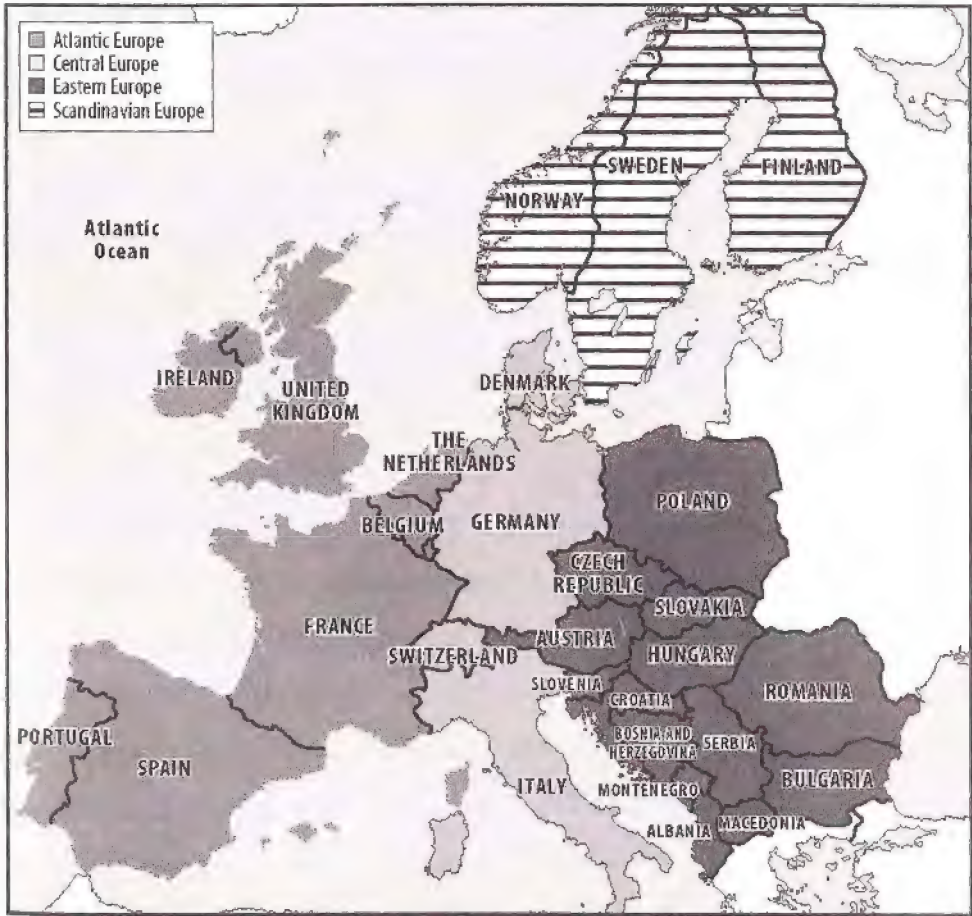 Atlantic Europe
Central Europe
Eastern Europe
Scandinavian Europe
SWEDEN
FINLAND
NORWAY
Atlantic
Ocean
IRELAND
UNITED
KINGDOM
DENMARK
THE
NETHERLANDS
BELGIUM
GERMANY
POLAND
CZECH
REPUBLIC
SLOVAKIA
FRANCE
AUSTRIA
SWITZERLAND
HUNGARY
SLOVENIA
CROATIA
ROMANIA
PORTUGAL
SPAIN
BOSNIA AND
HERZEGOVINA
SERBIA
ITALY
MONTENEGRO
BULGARIA
ALBANIA
MACEDONIA